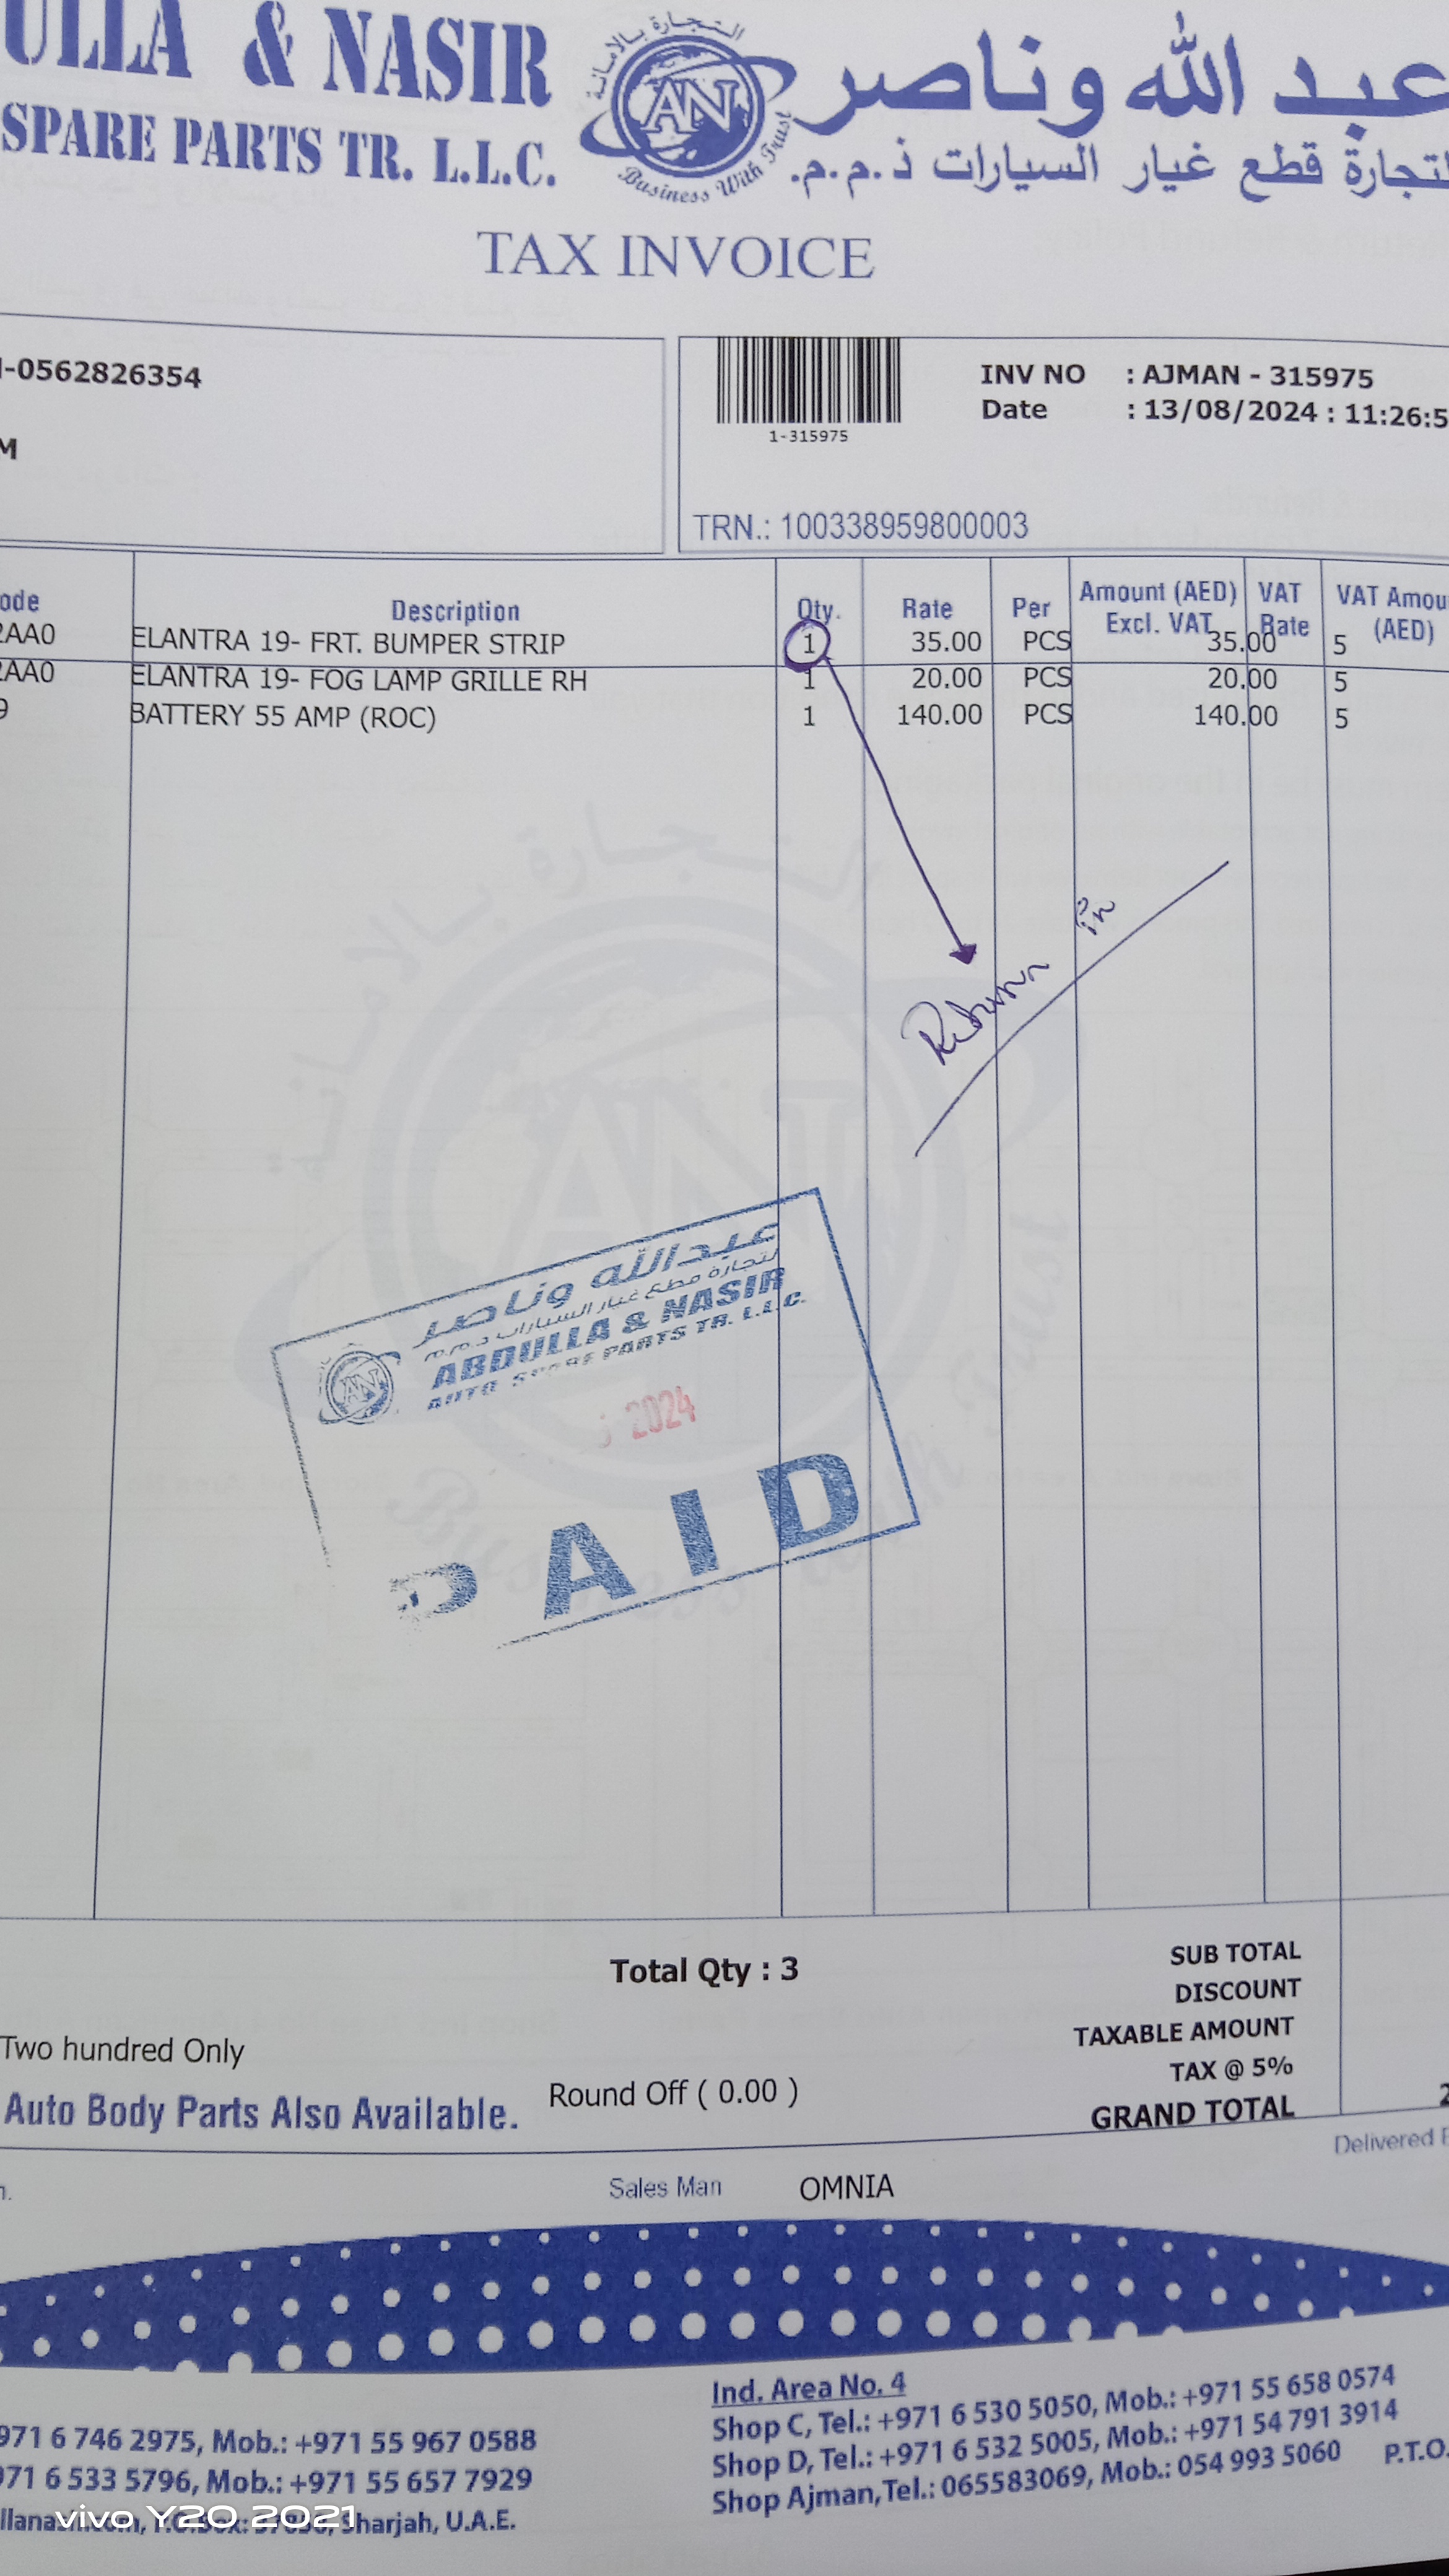 ULLA & NASIR
SPARE PARTS TR. L.L.C.
التجارة بالامانة
AN
Business With Trust
عبد الله وناصر
لتجارة قطع غيار السيارات ذ.م.م.
TAX INVOICE
-0562826354
M
1-315975
INV NO : AJMAN - 315975
Date : 13/08/2024 : 11:26:5
TRN.: 100338959800003
ode Description Qty. Rate Per Amount (AED) Excl. VAT VAT Rate VAT Amou (AED)
2AA0 ELANTRA 19- FRT. BUMPER STRIP 1 35.00 PCS 35.00 5
2AA0 ELANTRA 19- FOG LAMP GRILLE RH 1 20.00 PCS 20.00 5
9 BATTERY 55 AMP (ROC) 1 140.00 PCS 140.00 5
Return in
عبدالله وناصر
لتجارة قطع غيار السيارات ذ.م.م
ABDULLA & NASIR
AUTO SPARE PARTS TR. L.L.C.
AN
2024
PAID
Total Qty : 3
SUB TOTAL
DISCOUNT
TAXABLE AMOUNT
TAX @ 5%
GRAND TOTAL 2
Two hundred Only
Round Off ( 0.00 )
Auto Body Parts Also Available.
Delivered
Sales Man OMNIA
971 6 746 2975, Mob.: +971 55 967 0588
971 6 533 5796, Mob.: +971 55 657 7929
Sharjah, U.A.E.
Ind. Area No. 4
Shop C, Tel.: +971 6 530 5050, Mob.: +971 55 658 0574
Shop D, Tel.: +971 6 532 5005, Mob.: +971 54 791 3914
Shop Ajman,Tel.: 065583069, Mob.: 054 993 5060
P.T.O.
vivo Y20 2021